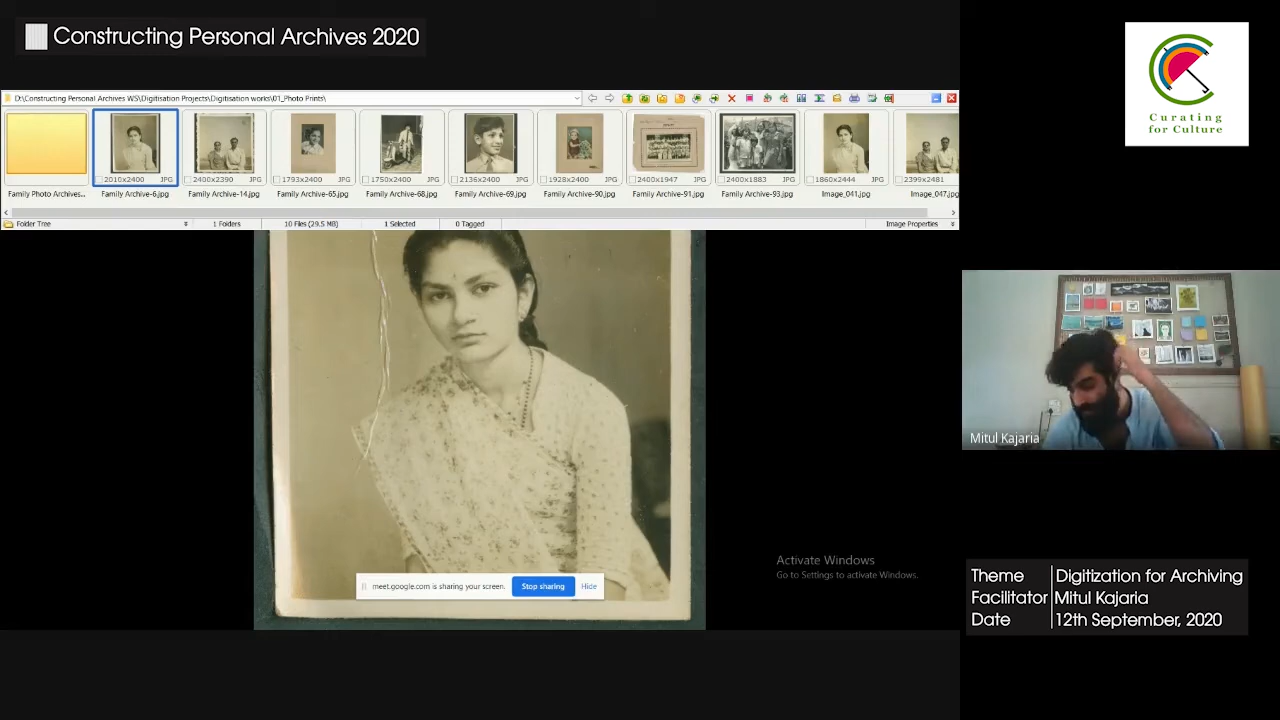 Constructing Personal Archives 2020
Curating
for Culture
D:\Constructing Personal Archives WS\Digitisation Projects\Digitisation works\01_Photo Prints\
2016x2400 JPG
2400x2390 JPG
1793x2400 JPG
1750x2400 JPG
2136x2400 JPG
1928x2400 JPG
2400x1947 JPG
2400x1883 JPG
1860x2444 JPG
2399x2481 JPG
Family Photo Archives...
Family Archive-6.jpg
Family Archive-14.jpg
Family Archive-65.jpg
Family Archive-68.jpg
Family Archive-69.jpg
Family Archive-90.jpg
Family Archive-91.jpg
Family Archive-93.jpg
Image_041.jpg
Image_047.jpg
Folder Tree
1 Folders
10 Files (29.5 MB)
1 Selected
0 Tagged
Image Properties
Mitul Kajaria
Activate Windows
Go to Settings to activate Windows.
meet.google.com is sharing your screen.
Stop sharing
Hide
Theme Digitization for Archiving
Facilitator Mitul Kajaria
Date 12th September, 2020